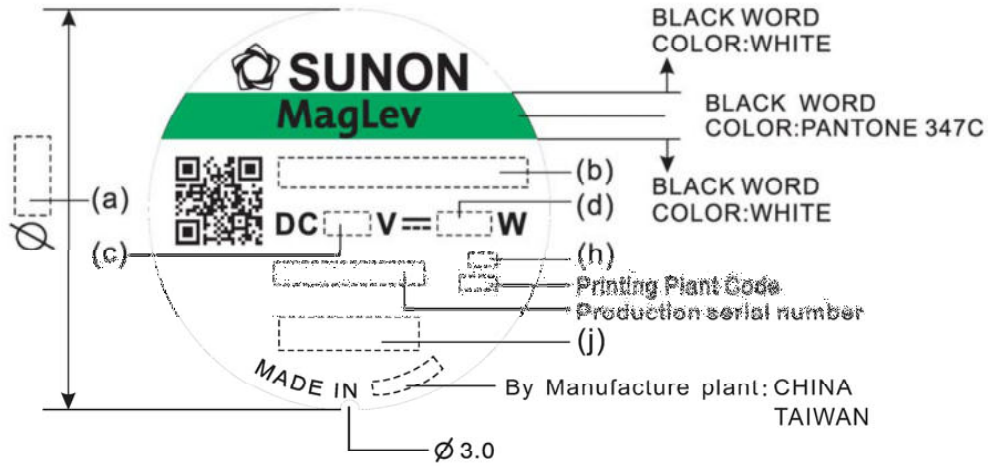 BLACK WORD
COLOR:WHITE
SUNON
MagLev
BLACK WORD
COLOR:PANTONE 347C
(a)
(b)
BLACK WORD
COLOR:WHITE
(d)
DC V W
(c)
(h)
Printing Plant Code
Production serial number
(j)
MADE IN
By Manufacture plant: CHINA
TAIWAN
Ø
Ø 3.0